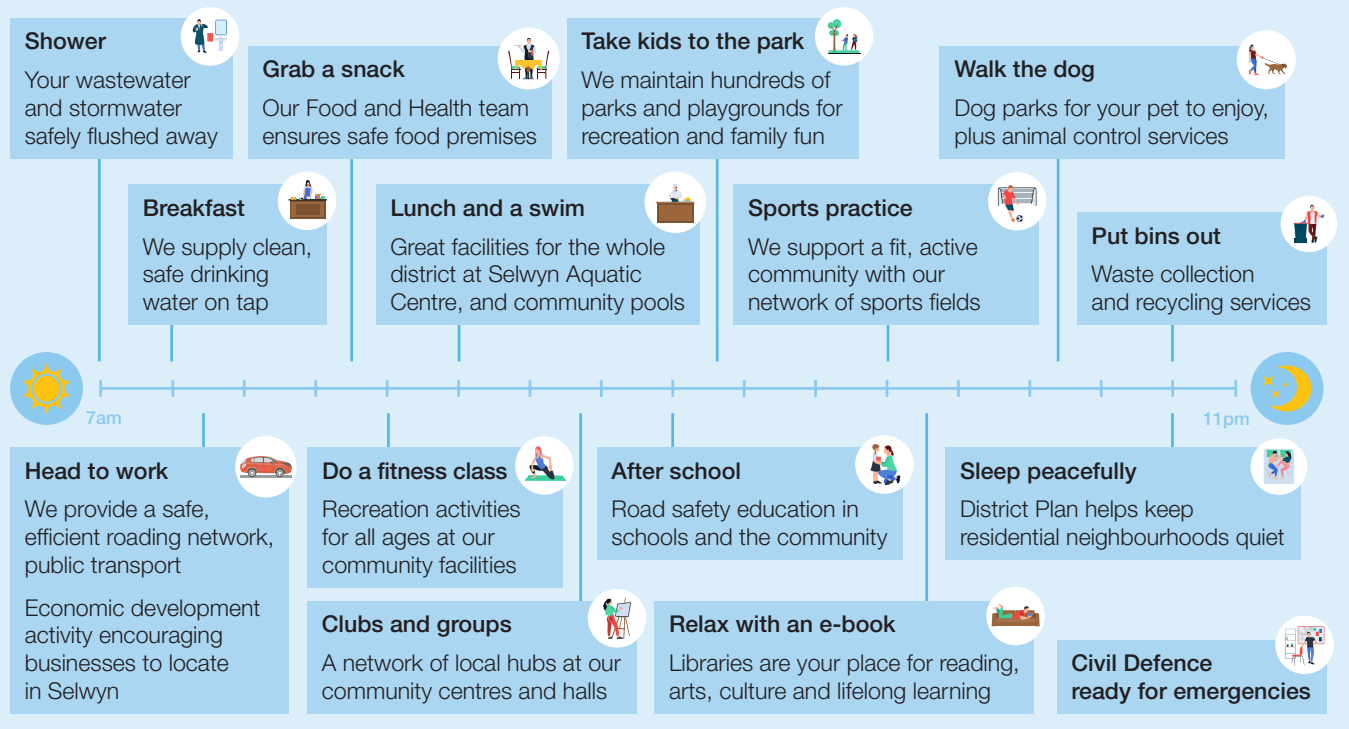 Shower
Your wastewater
and stormwater
safely flushed away
Grab a snack
Our Food and Health team
ensures safe food premises
Take kids to the park
We maintain hundreds of
parks and playgrounds for
recreation and family fun
Walk the dog
Dog parks for your pet to enjoy,
plus animal control services
Breakfast
We supply clean,
safe drinking
water on tap
Lunch and a swim
Great facilities for the whole
district at Selwyn Aquatic
Centre, and community pools
Sports practice
We support a fit, active
community with our
network of sports fields
Put bins out
Waste collection
and recycling services
7am
11pm
Head to work
We provide a safe,
efficient roading network,
public transport
Economic development
activity encouraging
businesses to locate
in Selwyn
Do a fitness class
Recreation activities
for all ages at our
community facilities
After school
Road safety education in
schools and the community
Sleep peacefully
District Plan helps keep
residential neighbourhoods quiet
Clubs and groups
A network of local hubs at our
community centres and halls
Relax with an e-book
Libraries are your place for reading,
arts, culture and lifelong learning
Civil Defence
ready for emergencies